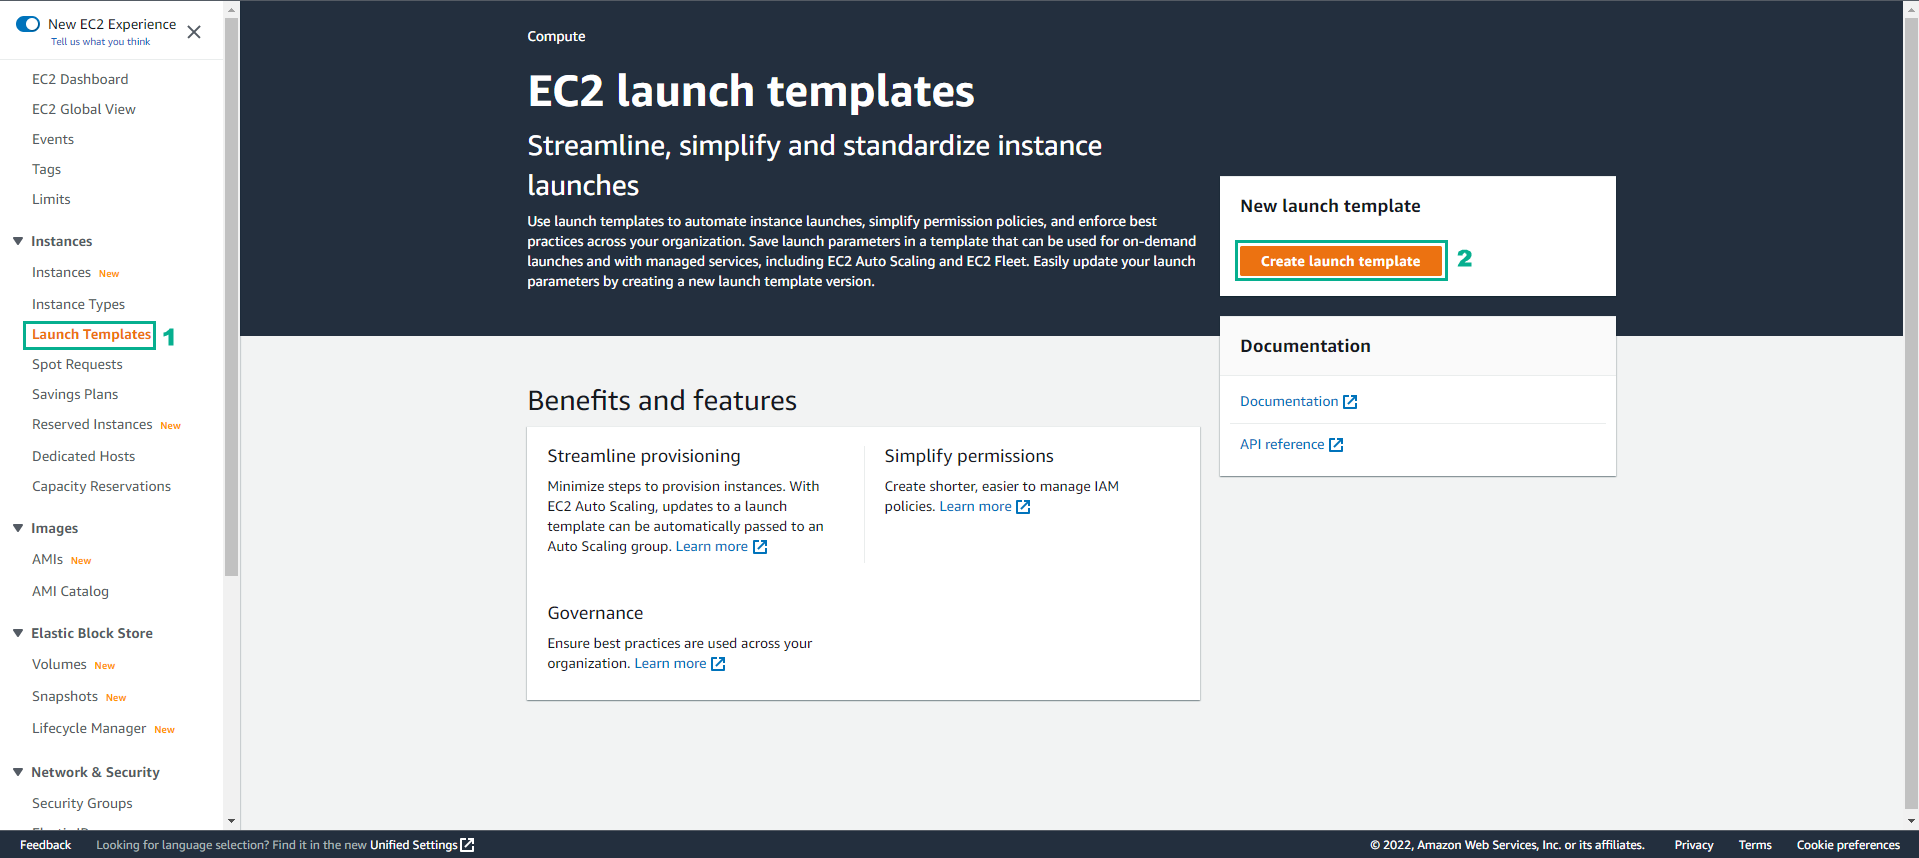 New EC2 Experience
Tell us what you think
EC2 Dashboard
EC2 Global View
Events
Tags
Limits
Instances
Instances New
Instance Types
Launch Templates 1
Spot Requests
Savings Plans
Reserved Instances New
Dedicated Hosts
Capacity Reservations
Images
AMIs New
AMI Catalog
Elastic Block Store
Volumes New
Snapshots New
Lifecycle Manager New
Network & Security
Security Groups
Compute
EC2 launch templates
Streamline, simplify and standardize instance
launches
Use launch templates to automate instance launches, simplify permission policies, and enforce best
practices across your organization. Save launch parameters in a template that can be used for on-demand
launches and with managed services, including EC2 Auto Scaling and EC2 Fleet. Easily update your launch
parameters by creating a new launch template version.
New launch template
Create launch template 2
Documentation
Documentation
API reference
Benefits and features
Streamline provisioning
Minimize steps to provision instances. With
EC2 Auto Scaling, updates to a launch
template can be automatically passed to an
Auto Scaling group. Learn more
Simplify permissions
Create shorter, easier to manage IAM
policies. Learn more
Governance
Ensure best practices are used across your
organization. Learn more
Feedback
Looking for language selection? Find it in the new Unified Settings
© 2022, Amazon Web Services, Inc. or its affiliates.
Privacy
Terms
Cookie preferences